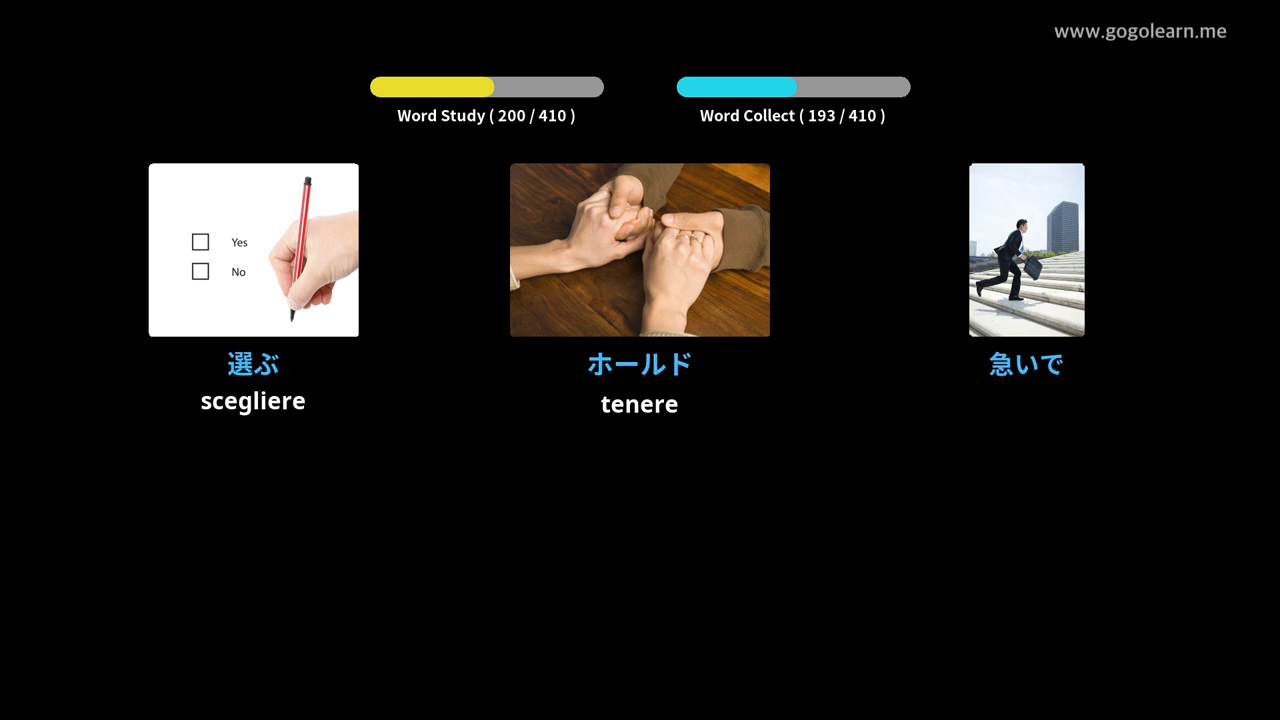 www.gogolearn.me
Word Study ( 200 / 410 )
Word Collect ( 193 / 410 )
Yes
No
選ぶ
scegliere
ホールド
tenere
急いで